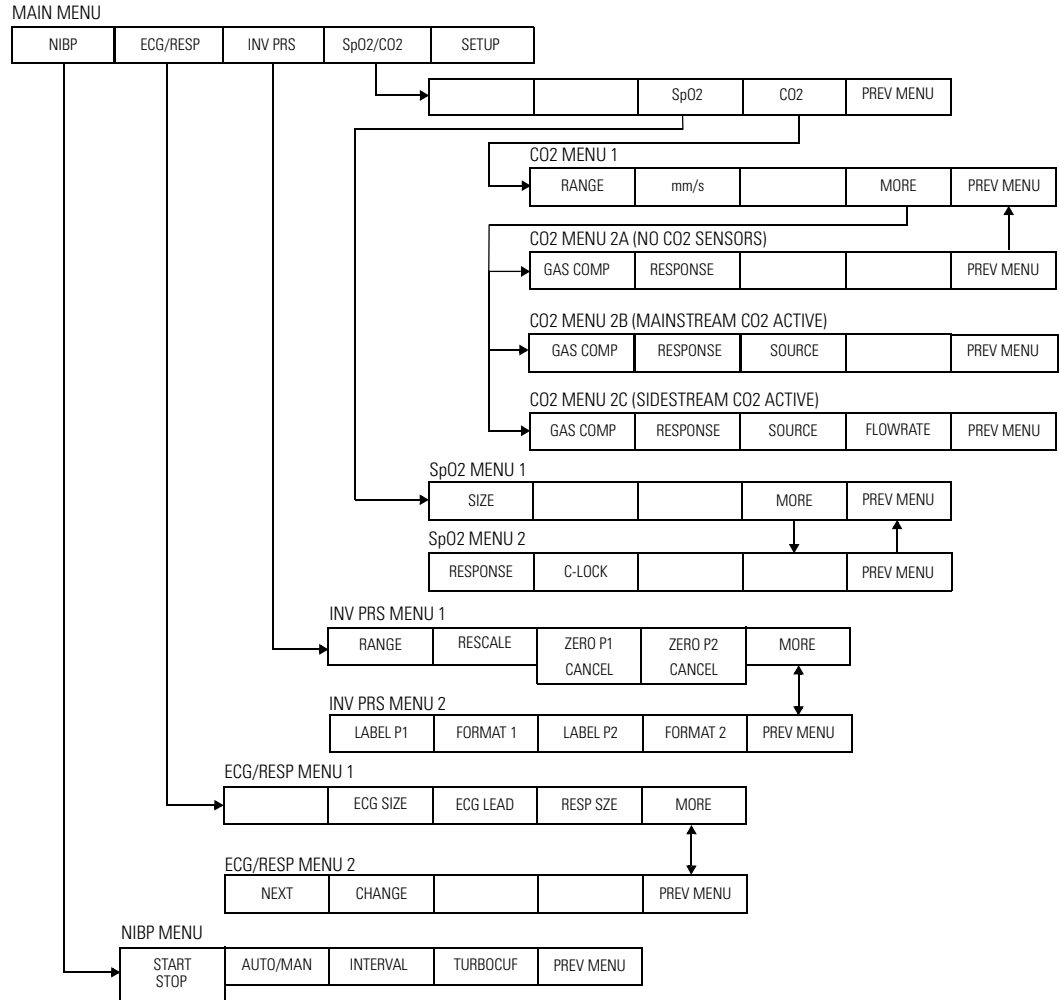 MAIN MENU
NIBP ECG/RESP INV PRS SpO2/CO2 SETUP
SpO2 CO2 PREV MENU
CO2 MENU 1
RANGE mm/s MORE PREV MENU
CO2 MENU 2A (NO CO2 SENSORS)
GAS COMP RESPONSE PREV MENU
CO2 MENU 2B (MAINSTREAM CO2 ACTIVE)
GAS COMP RESPONSE SOURCE PREV MENU
CO2 MENU 2C (SIDESTREAM CO2 ACTIVE)
GAS COMP RESPONSE SOURCE FLOWRATE PREV MENU
SpO2 MENU 1
SIZE MORE PREV MENU
SpO2 MENU 2
RESPONSE C-LOCK PREV MENU
INV PRS MENU 1
RANGE RESCALE ZERO P1 ZERO P2 MORE
CANCEL CANCEL
INV PRS MENU 2
LABEL P1 FORMAT 1 LABEL P2 FORMAT 2 PREV MENU
ECG/RESP MENU 1
ECG SIZE ECG LEAD RESP SZE MORE
ECG/RESP MENU 2
NEXT CHANGE PREV MENU
NIBP MENU
START AUTO/MAN INTERVAL TURBOCUF PREV MENU
STOP